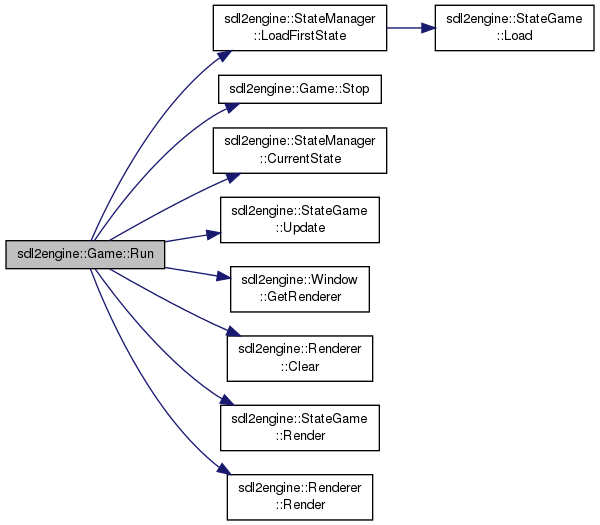 sdl2engine::StateManager
::LoadFirstState
sdl2engine::StateGame
::Load
sdl2engine::Game::Stop
sdl2engine::StateManager
::CurrentState
sdl2engine::StateGame
::Update
sdl2engine::Game::Run
sdl2engine::Window
::GetRenderer
sdl2engine::Renderer
::Clear
sdl2engine::StateGame
::Render
sdl2engine::Renderer
::Render